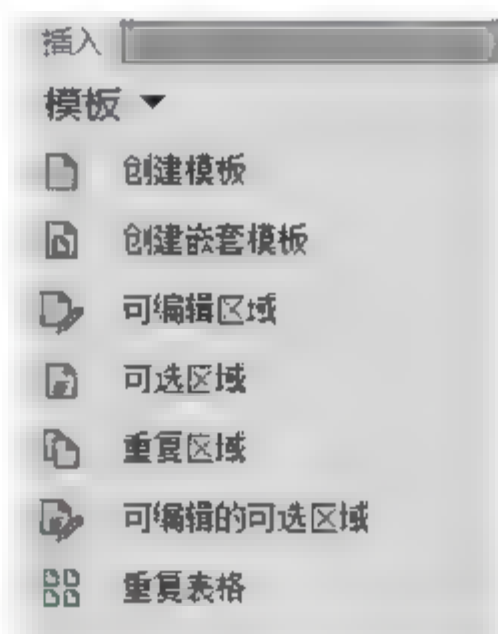 插入
模板
创建模板
创建嵌套模板
可编辑区域
可选区域
重复区域
可编辑的可选区域
重复表格